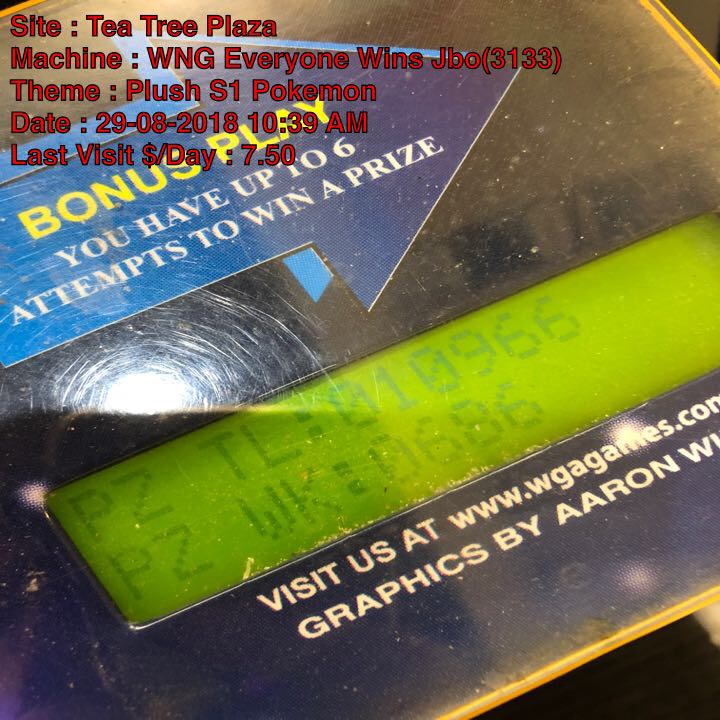 Site : Tea Tree Plaza
Machine : WNG Everyone Wins Jbo(3133)
Theme : Plush S1 Pokemon
Date : 29-08-2018 10:39 AM
Last Visit $/Day : 7.50
BONUS PLAY
YOU HAVE UP TO 6
ATTEMPTS TO WIN A PRIZE
PZ TL:010966
PZ WK:
VISIT US AT www.wgagames.com
GRAPHICS BY AARON